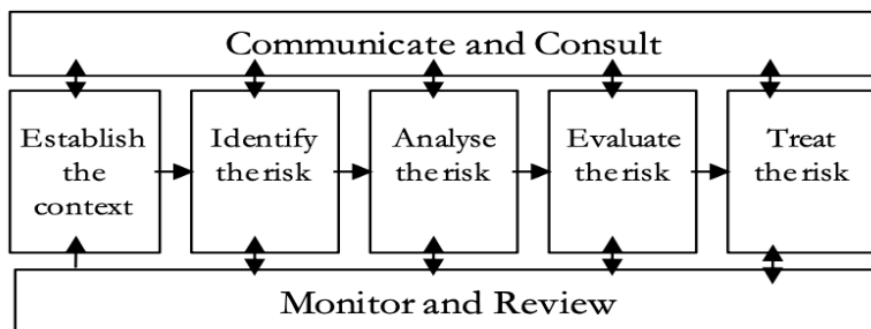 Communicate and Consult
Establish
the
context
Identify
the risk
Analyse
the risk
Evaluate
the risk
Treat
the risk
Monitor and Review